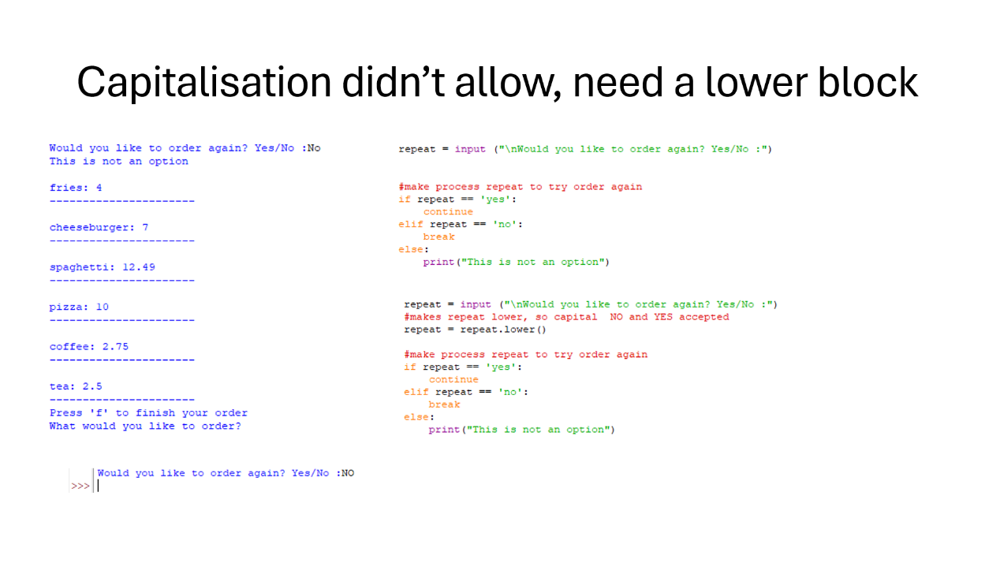 Capitalisation didn’t allow, need a lower block
Would you like to order again? Yes/No :No
This is not an option
fries: 4
-----------------------
cheeseburger: 7
-----------------------
spaghetti: 12.49
-----------------------
pizza: 10
-----------------------
coffee: 2.75
-----------------------
tea: 2.5
-----------------------
Press 'f' to finish your order
What would you like to order?
Would you like to order again? Yes/No :NO
>>>
repeat = input ("\nWould you like to order again? Yes/No :")
#make process repeat to try order again
if repeat == 'yes':
    continue
elif repeat == 'no':
    break
else:
    print("This is not an option")
repeat = input ("\nWould you like to order again? Yes/No :")
#makes repeat lower, so capital  NO and YES accepted
repeat = repeat.lower()
#make process repeat to try order again
if repeat == 'yes':
    continue
elif repeat == 'no':
    break
else:
    print("This is not an option")